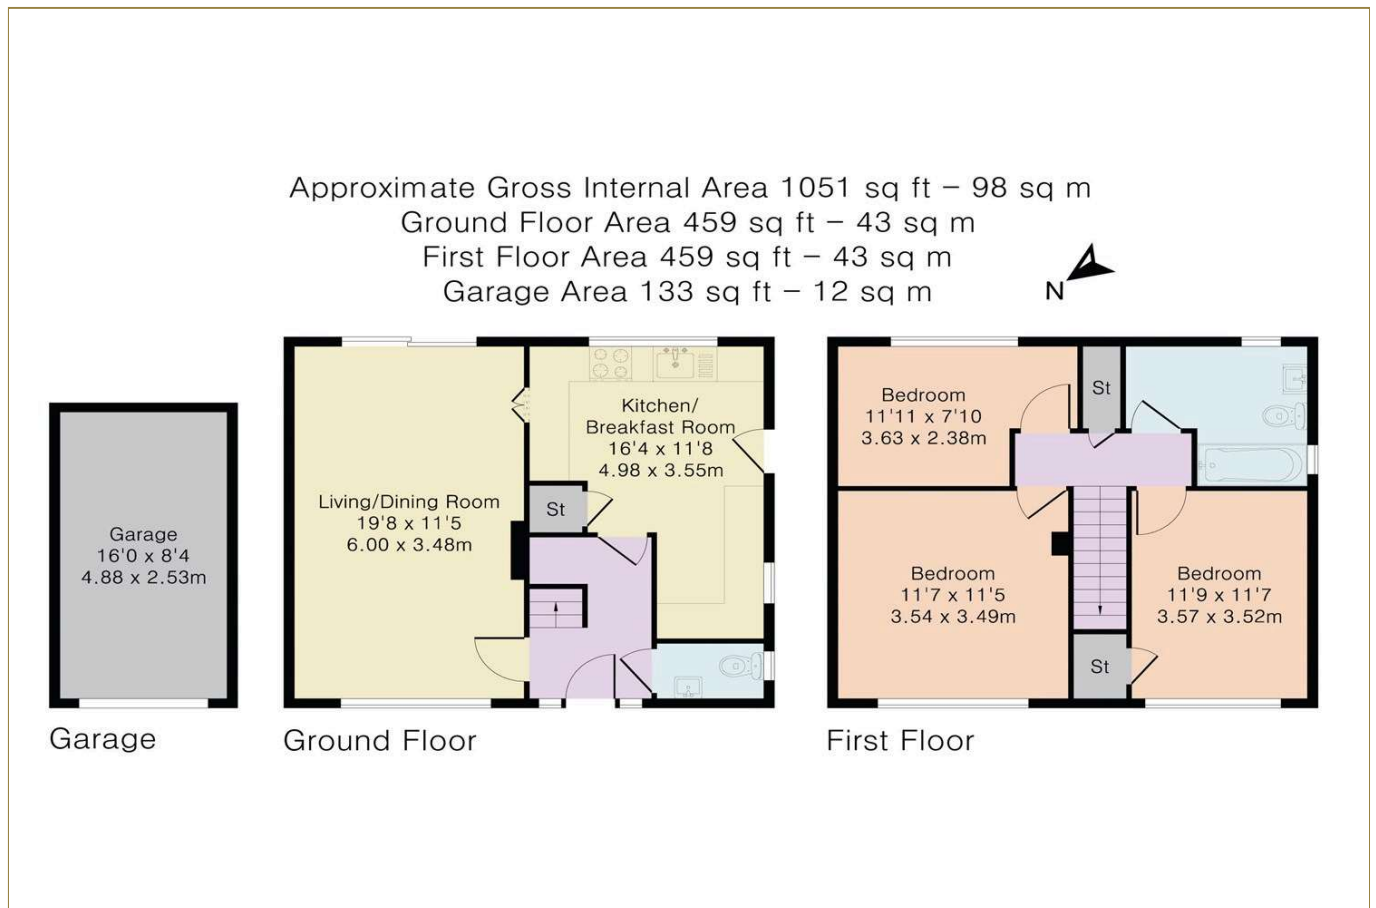 Approximate Gross Internal Area 1051 sq ft – 98 sq m
Ground Floor Area 459 sq ft – 43 sq m
First Floor Area 459 sq ft – 43 sq m
Garage Area 133 sq ft – 12 sq m
N
Garage
16'0 x 8'4
4.88 x 2.53m
Garage
Living/Dining Room
19'8 x 11'5
6.00 x 3.48m
Kitchen/
Breakfast Room
16'4 x 11'8
4.98 x 3.55m
St
Ground Floor
Bedroom
11'11 x 7'10
3.63 x 2.38m
St
Bedroom
11'7 x 11'5
3.54 x 3.49m
Bedroom
11'9 x 11'7
3.57 x 3.52m
St
First Floor